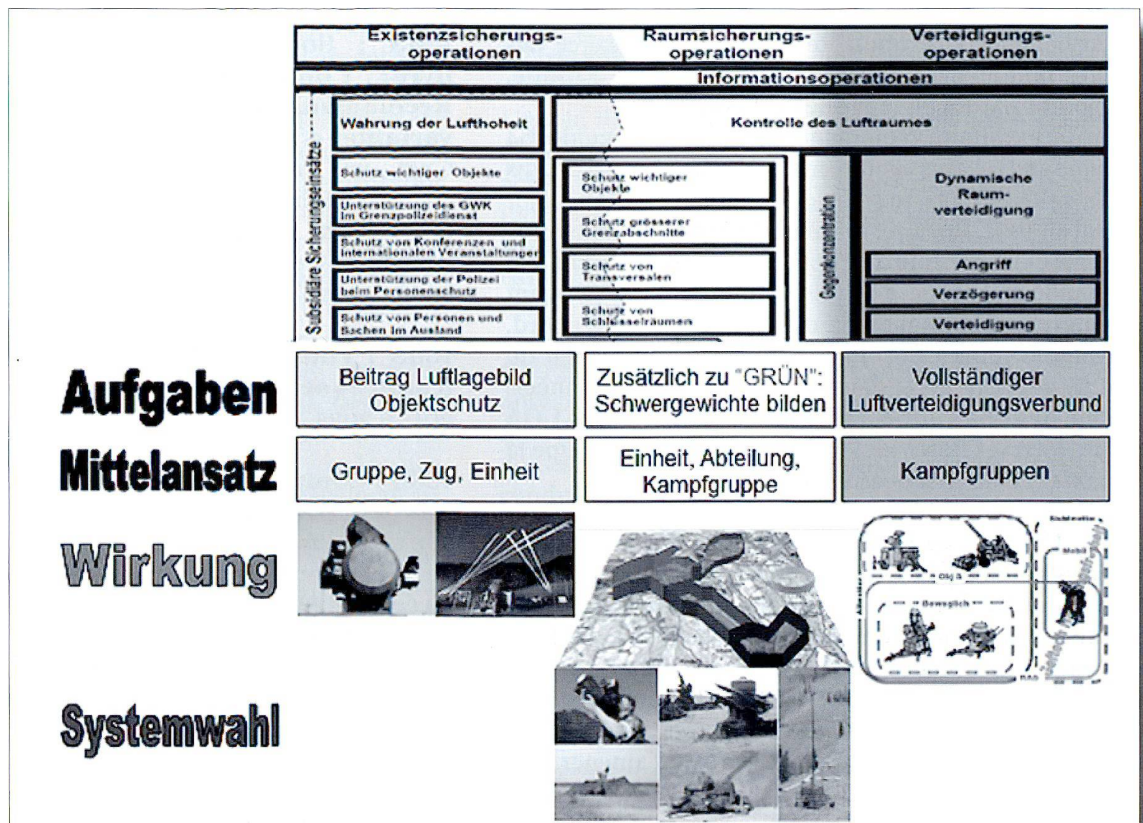 Existenzsicherungs-
operationen
Raumsicherungs-
operationen
Verteidigungs-
operationen
Informationsoperationen
Subsidiäre Sicherungseinsätze
Wahrung der Lufthoheit
Schutz wichtiger Objekte
Unterstützung des GWK
im Grenzpolizeidienst
Schutz von Konferenzen und
internationalen Veranstaltungen
Unterstützung der Polizei
beim Personenschutz
Schutz von Personen und
Sachen im Ausland
Kontrolle des Luftraumes
Schutz wichtiger
Objekte
Schutz grösserer
Grenzabschnitte
Schutz von
Transversalen
Schutz von
Schlüsselräumen
Gegenkonzentration
Dynamische
Raum-
verteidigung
Angriff
Verzögerung
Verteidigung
Aufgaben
Beitrag Luftlagebild
Objektschutz
Zusätzlich zu "GRÜN":
Schwergewichte bilden
Vollständiger
Luftverteidigungsverbund
Mittelansatz
Gruppe, Zug, Einheit
Einheit, Abteilung,
Kampfgruppe
Kampfgruppen
Wirkung
Mobil
Beweglich
Systemwahl